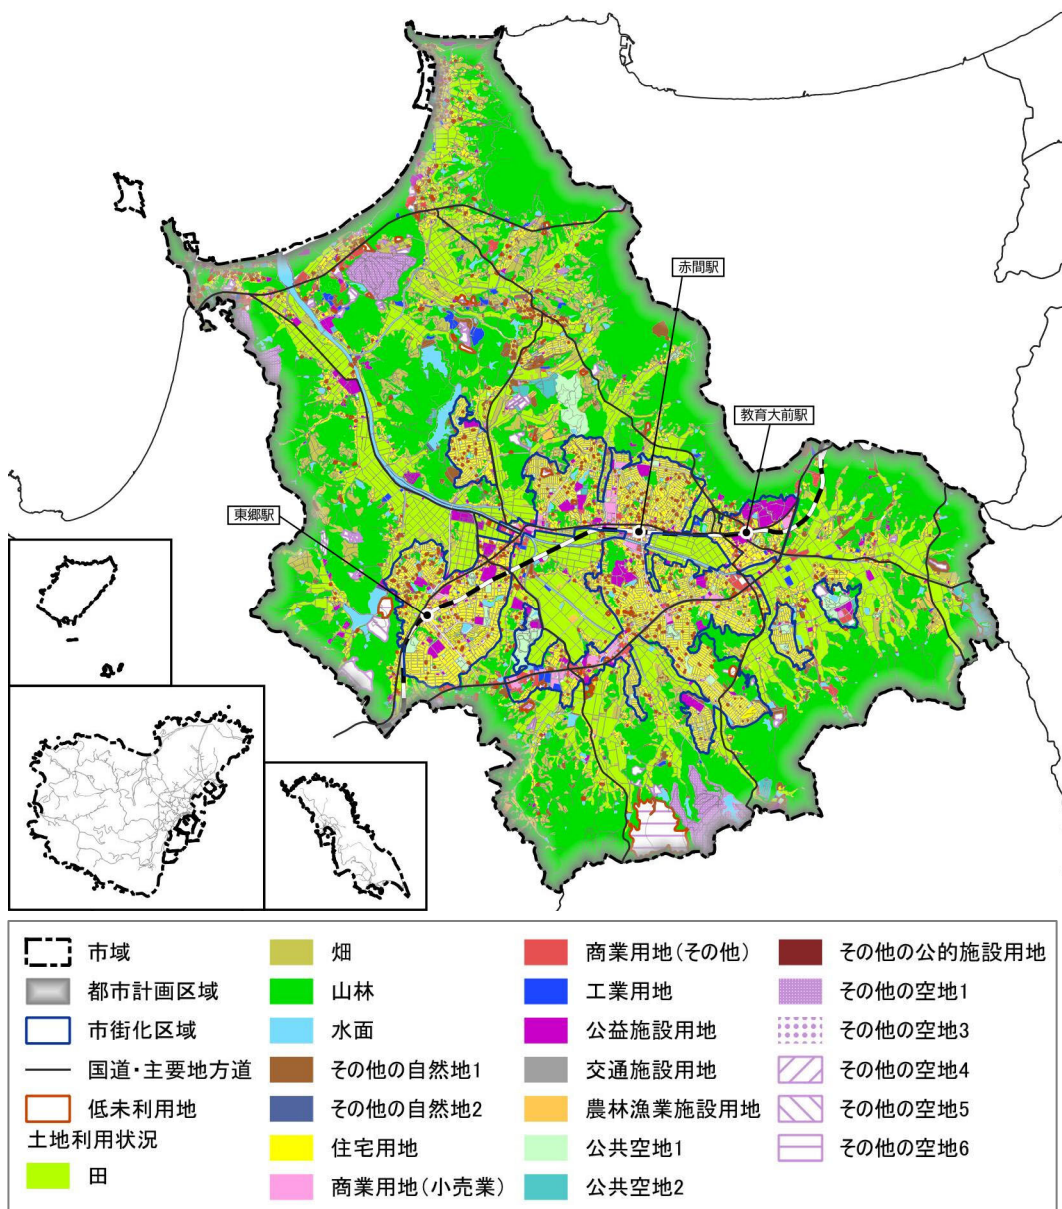 赤間駅
教育大前駅
東郷駅
市域
都市計画区域
市街化区域
国道・主要地方道
低未利用地
土地利用状況
田
畑
山林
水面
その他の自然地1
その他の自然地2
住宅用地
商業用地(小売業)
商業用地(その他)
工業用地
公益施設用地
交通施設用地
農林漁業施設用地
公共空地1
公共空地2
その他の公的施設用地
その他の空地1
その他の空地3
その他の空地4
その他の空地5
その他の空地6